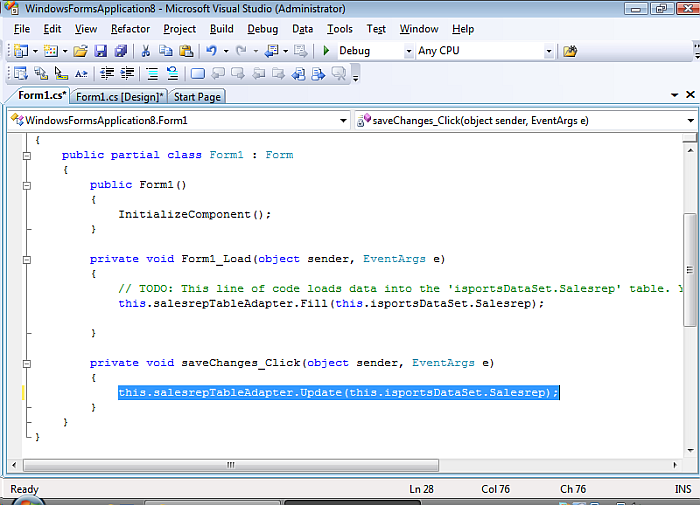 WindowsFormsApplication8 - Microsoft Visual Studio (Administrator)
File Edit View Refactor Project Build Debug Data Tools Test Window Help
Debug Any CPU
Form1.cs* Form1.cs [Design]* Start Page
WindowsFormsApplication8.Form1 saveChanges_Click(object sender, EventArgs e)
{
public partial class Form1 : Form
{
public Form1()
{
InitializeComponent();
}
private void Form1_Load(object sender, EventArgs e)
{
// TODO: This line of code loads data into the 'isportsDataSet.Salesrep' table. Y
this.salesrepTableAdapter.Fill(this.isportsDataSet.Salesrep);
}
private void saveChanges_Click(object sender, EventArgs e)
{
this.salesrepTableAdapter.Update(this.isportsDataSet.Salesrep);
}
}
}
Ready Ln 28 Col 76 Ch 76 INS